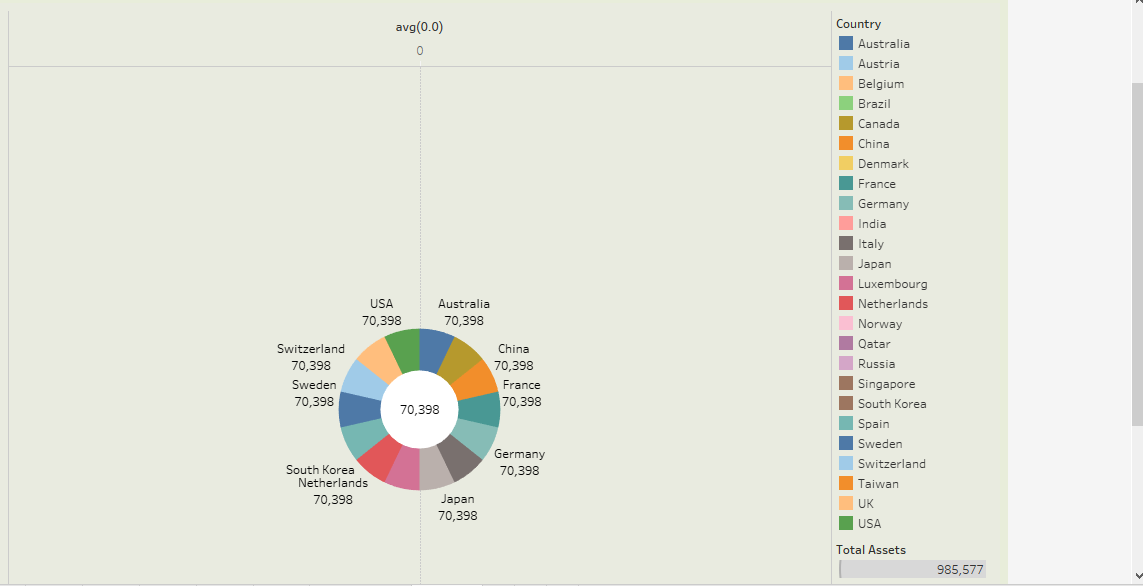 avg(0.0)
0
USA
70,398
Australia
70,398
Switzerland
70,398
China
70,398
Sweden
70,398
France
70,398
70,398
Germany
70,398
South Korea
Netherlands
70,398
Japan
70,398
Country
Australia
Austria
Belgium
Brazil
Canada
China
Denmark
France
Germany
India
Italy
Japan
Luxembourg
Netherlands
Norway
Qatar
Russia
Singapore
South Korea
Spain
Sweden
Switzerland
Taiwan
UK
USA
Total Assets
985,577